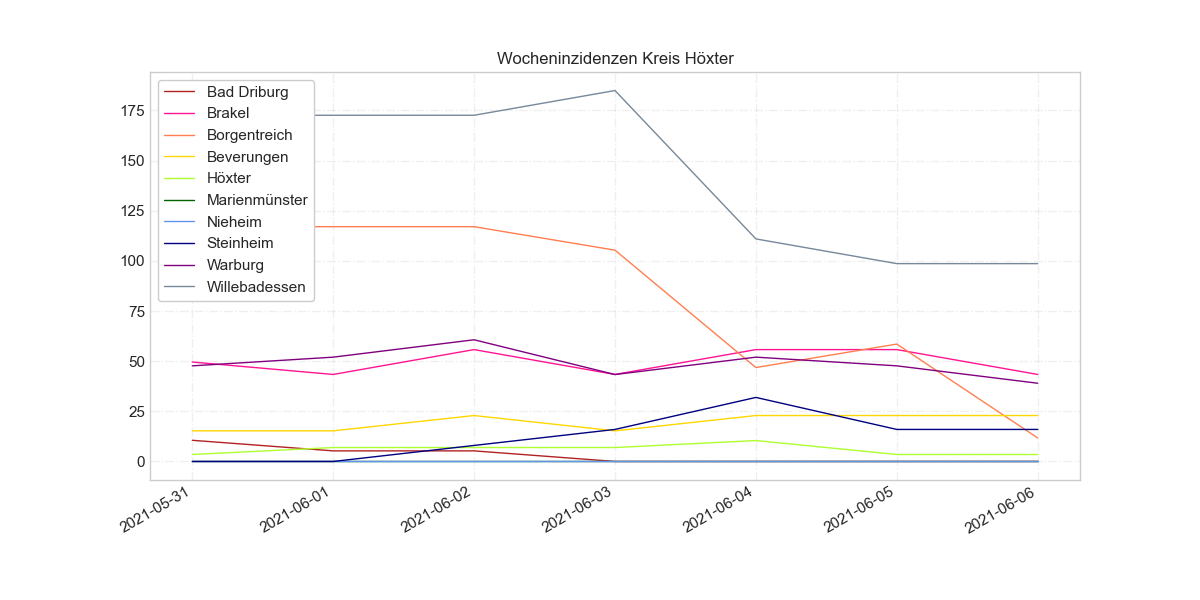 Wocheninzidenzen Kreis Höxter
Bad Driburg
Brakel
Borgentreich
Beverungen
Höxter
Marienmünster
Nieheim
Steinheim
Warburg
Willebadessen
175
150
125
100
75
50
25
0
2021-05-31
2021-06-01
2021-06-02
2021-06-03
2021-06-04
2021-06-05
2021-06-06